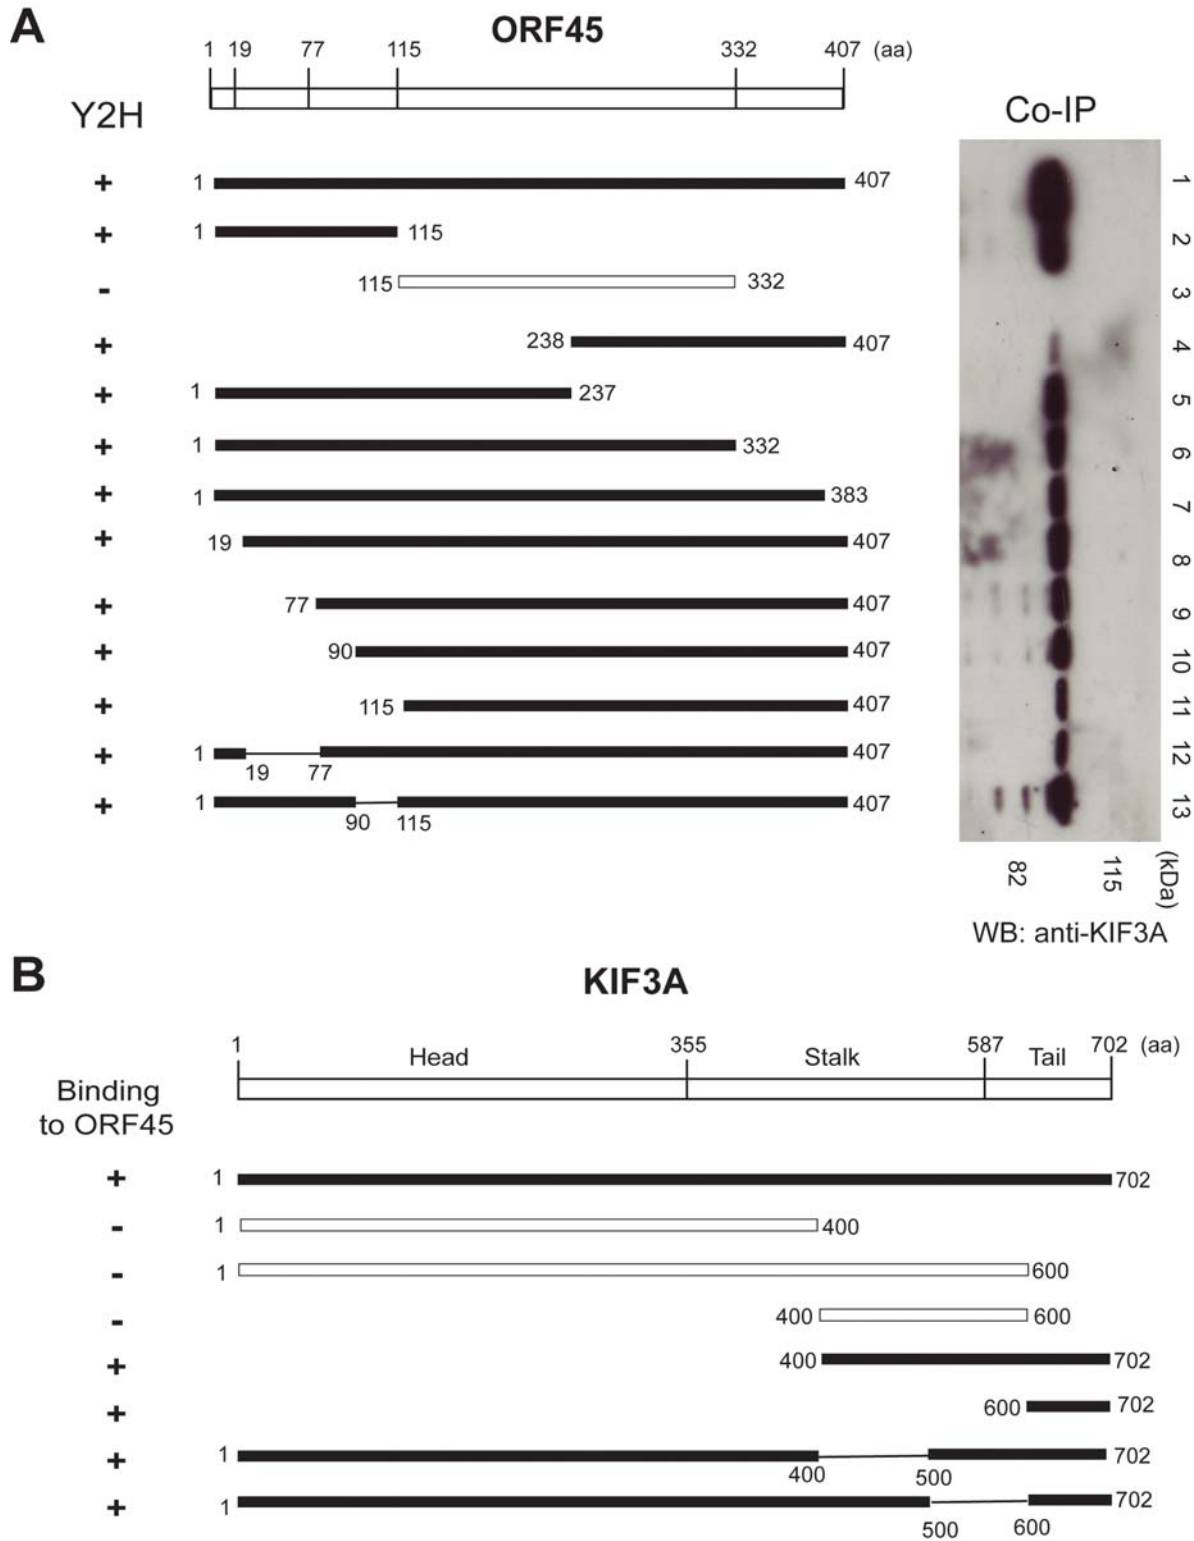 A
ORF45
1 19 77 115 332 407 (aa)
Y2H
Co-IP
+ 1 407
+ 1 115
- 115 332
+ 238 407
+ 1 237
+ 1 332
+ 1 383
+ 19 407
+ 77 407
+ 90 407
+ 115 407
+ 1 407
19 77
+ 1 407
90 115
1
2
3
4
5
6
7
8
9
10
11
12
13
82 115 (kDa)
WB: anti-KIF3A
B
KIF3A
1 355 587 702 (aa)
Head Stalk Tail
Binding
to ORF45
+ 1 702
- 1 400
- 1 600
- 400 600
+ 400 702
+ 600 702
+ 1 702
400 500
+ 1 702
500 600